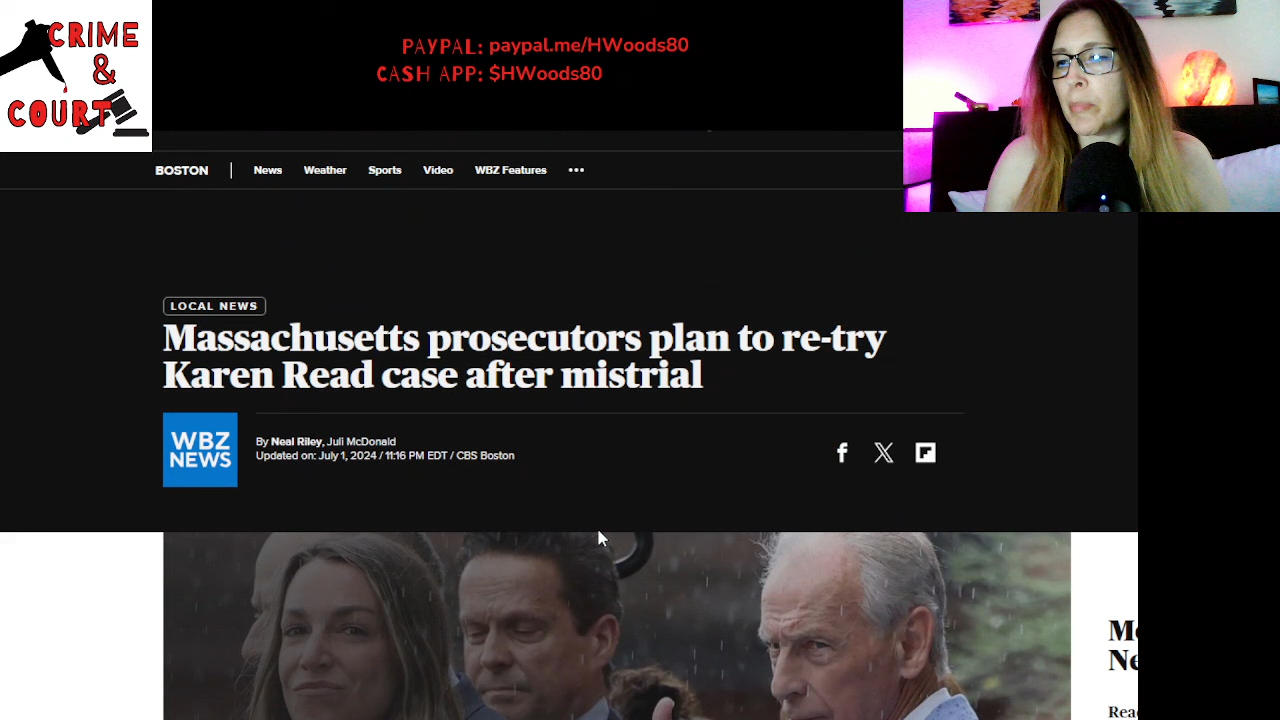 CRIME
&
COURT
PAYPAL: paypal.me/HWoods80
CASH APP: $HWoods80
BOSTON | News Weather Sports Video WBZ Features •••
LOCAL NEWS
Massachusetts prosecutors plan to re-try
Karen Read case after mistrial
WBZ
NEWS
By Neal Riley, Juli McDonald
Updated on: July 1, 2024 / 11:16 PM EDT / CBS Boston